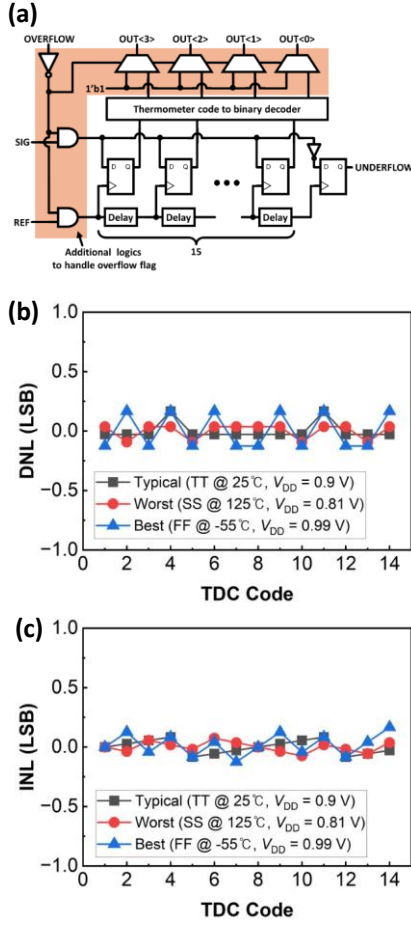 (a)
OVERFLOW OUT<3> OUT<2> OUT<1> OUT<0>
1'b1
Thermometer code to binary decoder
SIG
D Q D Q D Q D Q
UNDERFLOW
REF
Delay Delay Delay
Additional logics
to handle overflow flag
15
(b)
1.0
0.5
0.0
−0.5
−1.0
DNL (LSB)
Typical (TT @ 25℃, VDD = 0.9 V)
Worst (SS @ 125℃, VDD = 0.81 V)
Best (FF @ -55℃, VDD = 0.99 V)
0 2 4 6 8 10 12 14
TDC Code
(c)
1.0
0.5
0.0
−0.5
−1.0
INL (LSB)
Typical (TT @ 25℃, VDD = 0.9 V)
Worst (SS @ 125℃, VDD = 0.81 V)
Best (FF @ -55℃, VDD = 0.99 V)
0 2 4 6 8 10 12 14
TDC Code